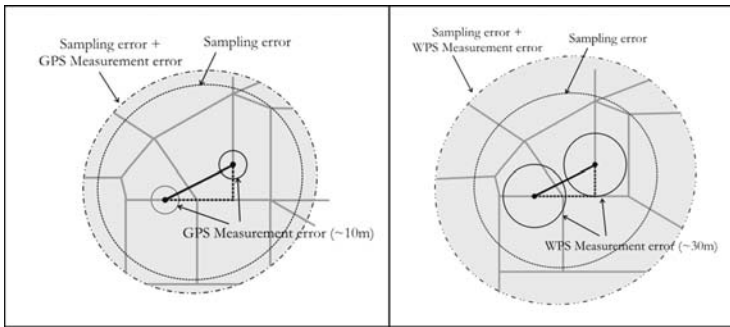 Sampling error +
GPS Measurement error
Sampling error
GPS Measurement error (~10m)
Sampling error +
WPS Measurement error
Sampling error
WPS Measurement error (~30m)